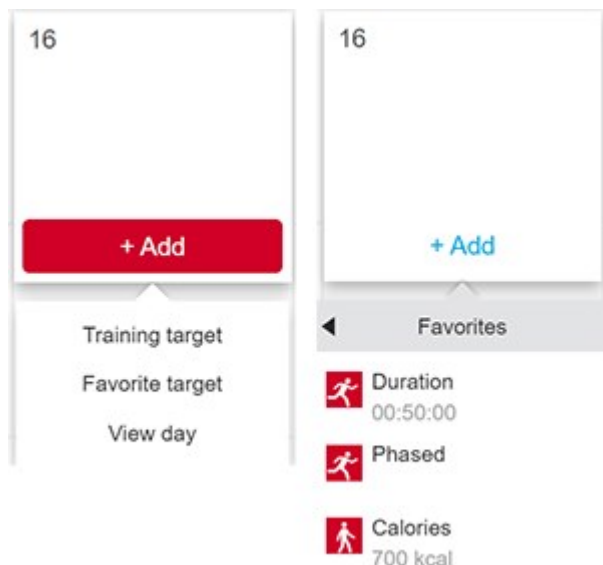 16
+ Add
Training target
Favorite target
View day
16
+ Add
Favorites
Duration
00:50:00
Phased
Calories
700 kcal